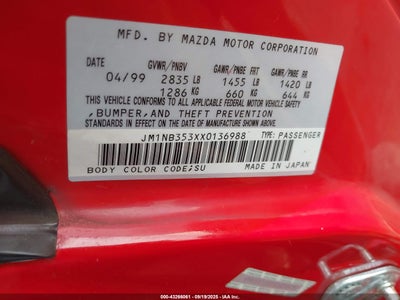 MFD. BY MAZDA MOTOR CORPORATION
GVWR/PNBV GAWR/PNBE FRT GAWR/PNBE RR
04/99 2835 LB 1455 LB 1420 LB
1286 KG 660 KG 644 KG
THIS VEHICLE CONFORMS TO ALL APPLICABLE FEDERAL MOTOR VEHICLE SAFETY
,BUMPER,AND THEFT PREVENTION
STANDARDS IN EFFECT ON THE DATE OF MANUFACTURE SHOWN ABOVE.
JM1NB353XX0136988 TYPE: PASSENGER
BODY COLOR CODE;SU MADE IN JAPAN
ID: 43266061 - 09/19/2025 - © IAA Inc.